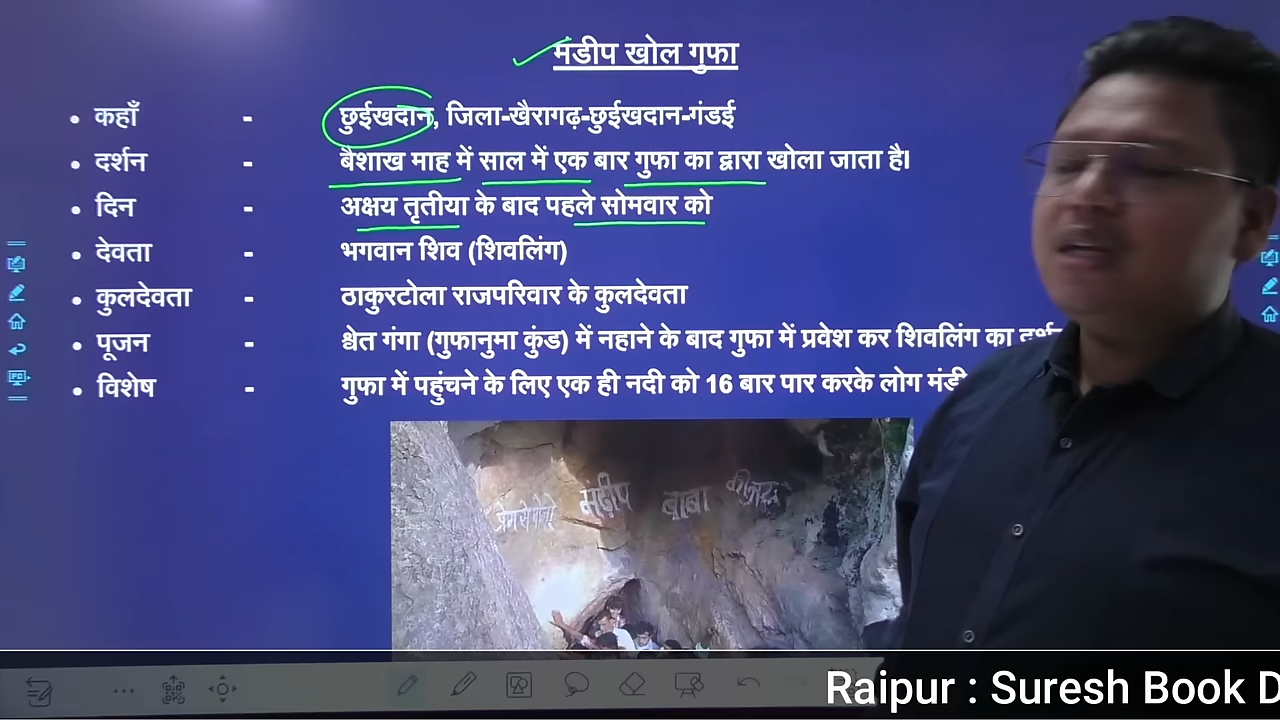 मंडीप खोल गुफा
• कहाँ - छुईखदान, जिला-खैरागढ़-छुईखदान-गंडई
• दर्शन - बैशाख माह में साल में एक बार गुफा का द्वारा खोला जाता है।
• दिन - अक्षय तृतीया के बाद पहले सोमवार को
• देवता - भगवान शिव (शिवलिंग)
• कुलदेवता - ठाकुरटोला राजपरिवार के कुलदेवता
• पूजन - श्वेत गंगा (गुफानुमा कुंड) में नहाने के बाद गुफा में प्रवेश कर शिवलिंग का
• विशेष - गुफा में पहुंचने के लिए एक ही नदी को 16 बार पार करके लोग
मढीप बाबा
Raipur : Suresh Book D